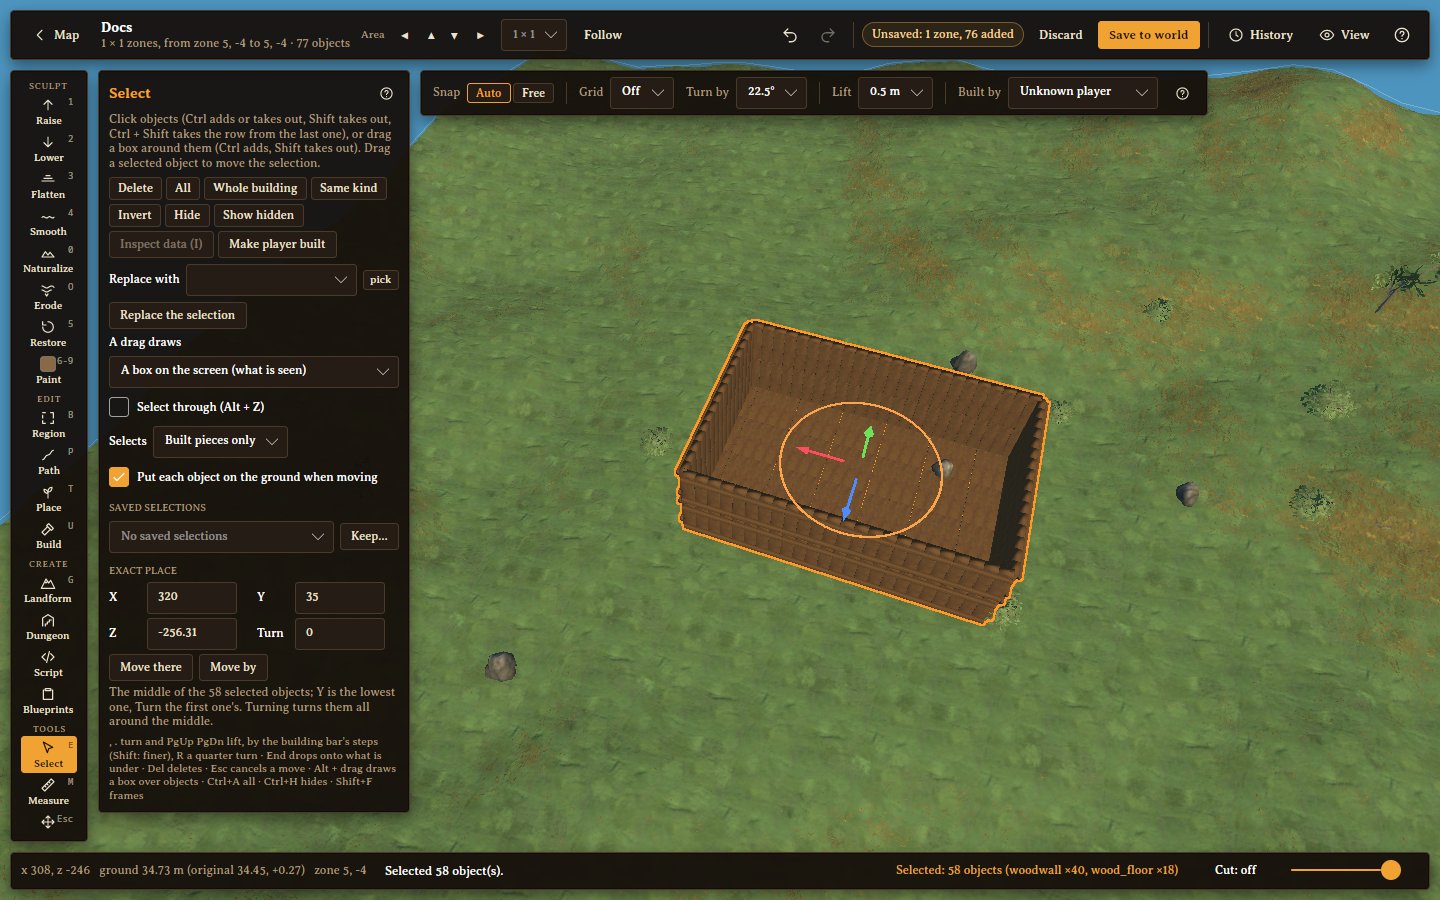 Map
Docs
1 × 1 zones, from zone 5, -4 to 5, -4 · 77 objects
Area
1 × 1
Follow
Unsaved: 1 zone, 76 added
Discard
Save to world
History
View
SCULPT
Raise 1
Lower 2
Flatten 3
Smooth 4
Naturalize 0
Erode O
Restore 5
Paint 6-9
EDIT
Region B
Path P
Place T
Build U
CREATE
Landform G
Dungeon
Script
Blueprints
TOOLS
Select E
Measure M
Esc
Select
Click objects (Ctrl adds or takes out, Shift takes out,
Ctrl + Shift takes the row from the last one), or drag
a box around them (Ctrl adds, Shift takes out). Drag
a selected object to move the selection.
Delete All Whole building Same kind
Invert Hide Show hidden
Inspect data (I) Make player built
Replace with pick
Replace the selection
A drag draws
A box on the screen (what is seen)
Select through (Alt + Z)
Selects Built pieces only
Put each object on the ground when moving
SAVED SELECTIONS
No saved selections Keep...
EXACT PLACE
X 320 Y 35
Z -256.31 Turn 0
Move there Move by
The middle of the 58 selected objects; Y is the lowest
one, Turn the first one's. Turning turns them all
around the middle.
, . turn and PgUp PgDn lift, by the building bar's steps
(Shift: finer), R a quarter turn · End drops onto what is
under · Del deletes · Esc cancels a move · Alt + drag draws
a box over objects · Ctrl+A all · Ctrl+H hides · Shift+F
frames
Snap Auto Free Grid Off Turn by 22.5° Lift 0.5 m Built by Unknown player
x 308, z -246 ground 34.73 m (original 34.45, +0.27) zone 5, -4 Selected 58 object(s).
Selected: 58 objects (woodwall ×40, wood_floor ×18) Cut: off